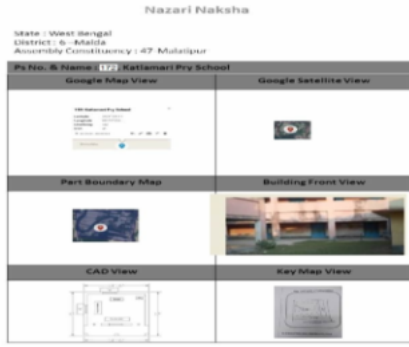 Nazari Naksha
State : West Bengal
District : 6 -Malda
Assembly Constituency : 47-Malatipur
Ps No. & Name : 172, Katlamari Pry School
Google Map View
Google Satellite View
Part Boundary Map
Building Front View
CAD View
Key Map View